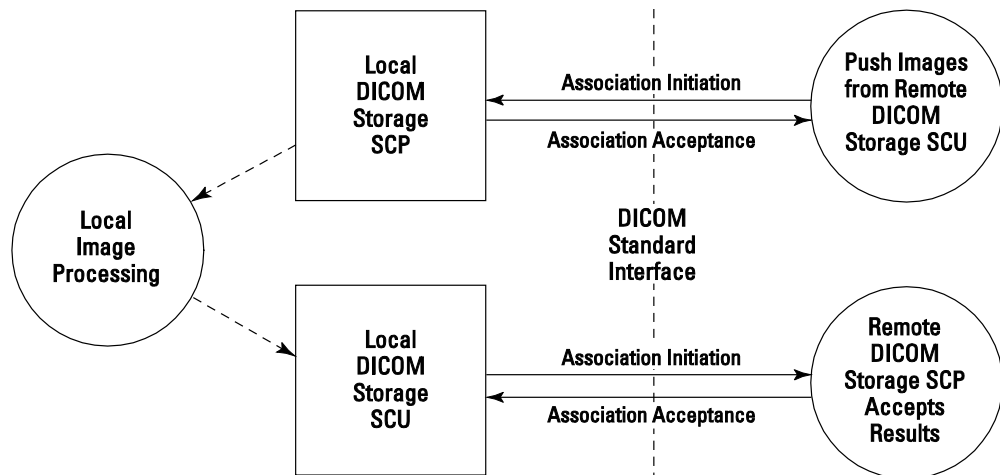 Local
DICOM
Storage
SCP
Association Initiation
Association Acceptance
Push Images
from Remote
DICOM
Storage SCU
Local
Image
Processing
DICOM
Standard
Interface
Local
DICOM
Storage
SCU
Association Initiation
Association Acceptance
Remote
DICOM
Storage SCP
Accepts
Results